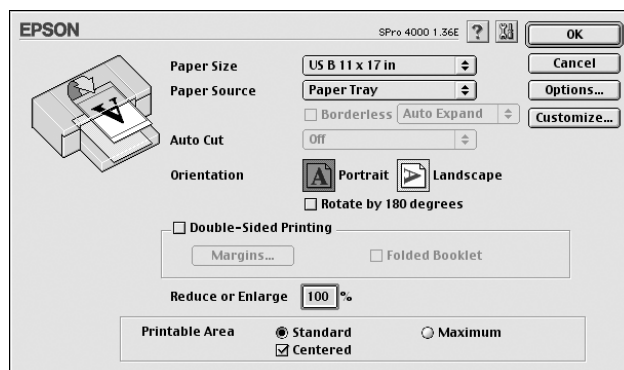 EPSON SPro 4000 1.36E ? OK
Paper Size US B 11 x 17 in Cancel
Paper Source Paper Tray Options...
Borderless Auto Expand Customize...
Auto Cut Off
Orientation A Portrait A Landscape
Rotate by 180 degrees
Double-Sided Printing
Margins... Folded Booklet
Reduce or Enlarge 100 %
Printable Area Standard Maximum
Centered